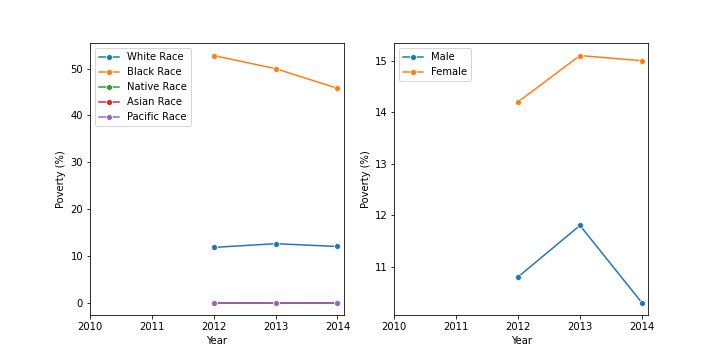 White Race
Black Race
Native Race
Asian Race
Pacific Race
50
40
30
20
10
0
Poverty (%)
2010 2011 2012 2013 2014
Year
Male
Female
15
14
13
12
11
Poverty (%)
2010 2011 2012 2013 2014
Year